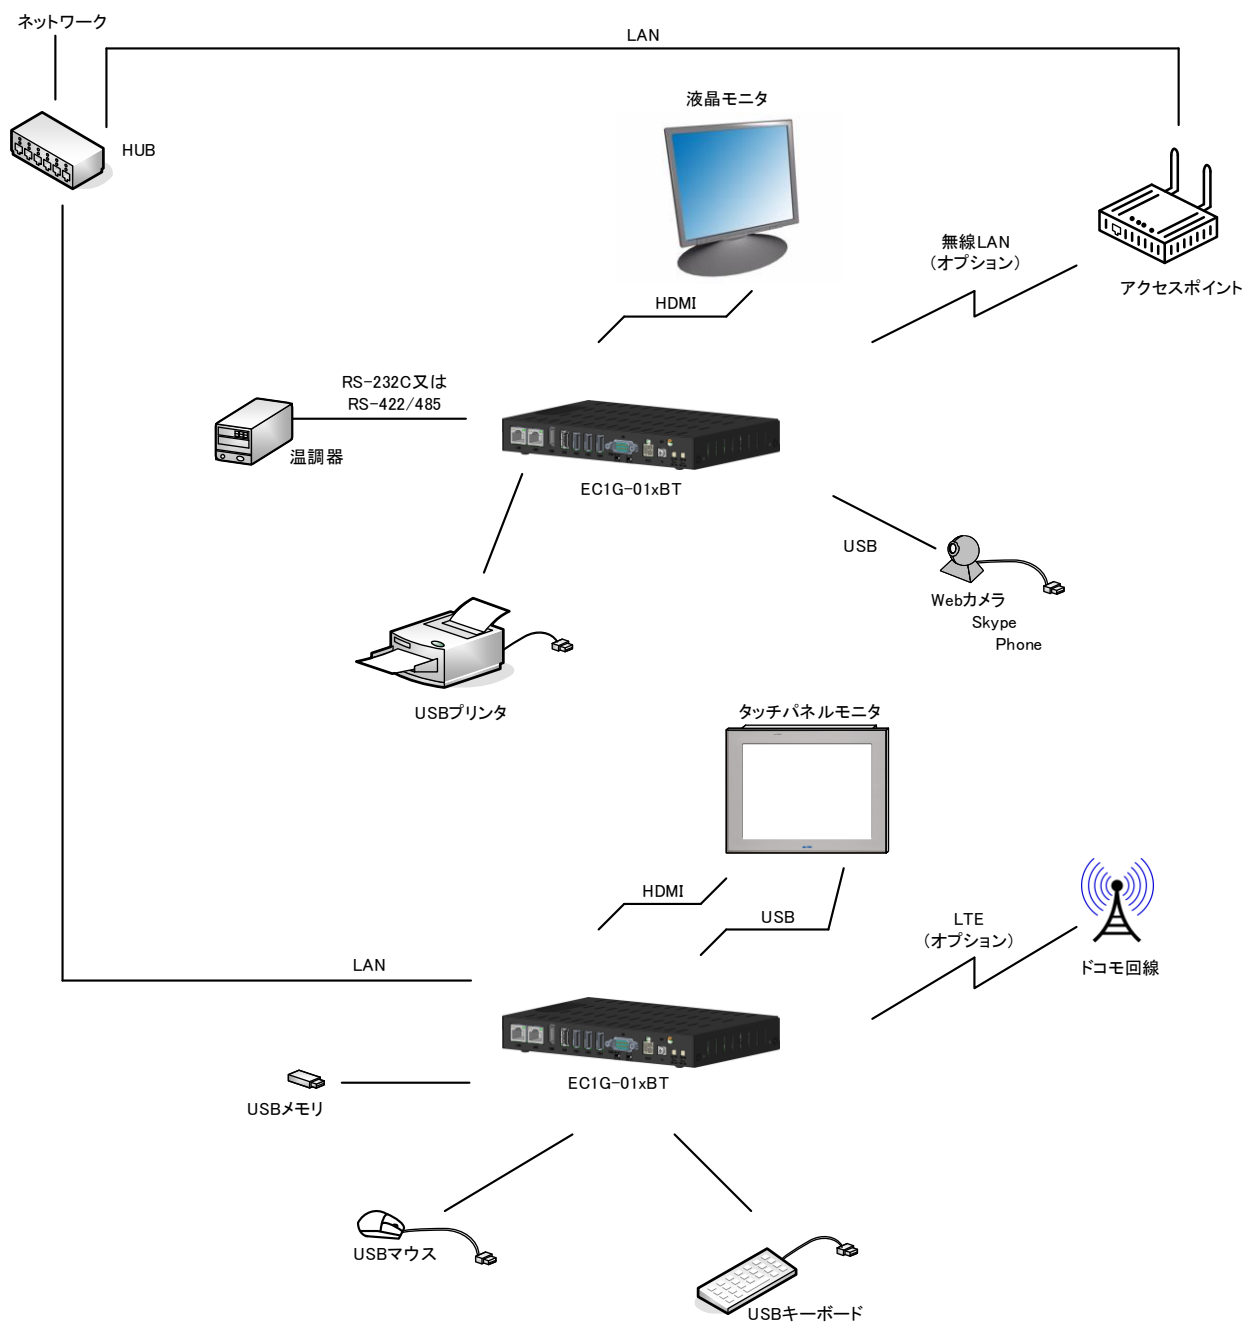 ネットワーク
LAN
液晶モニタ
HUB
無線LAN
（オプション）
アクセスポイント
HDMI
RS-232C又は
RS-422/485
温調器
EC1G-01xBT
USB
Webカメラ
Skype
Phone
USBプリンタ
タッチパネルモニタ
HDMI
USB
LTE
（オプション）
ドコモ回線
LAN
EC1G-01xBT
USBメモリ
USBマウス
USBキーボード